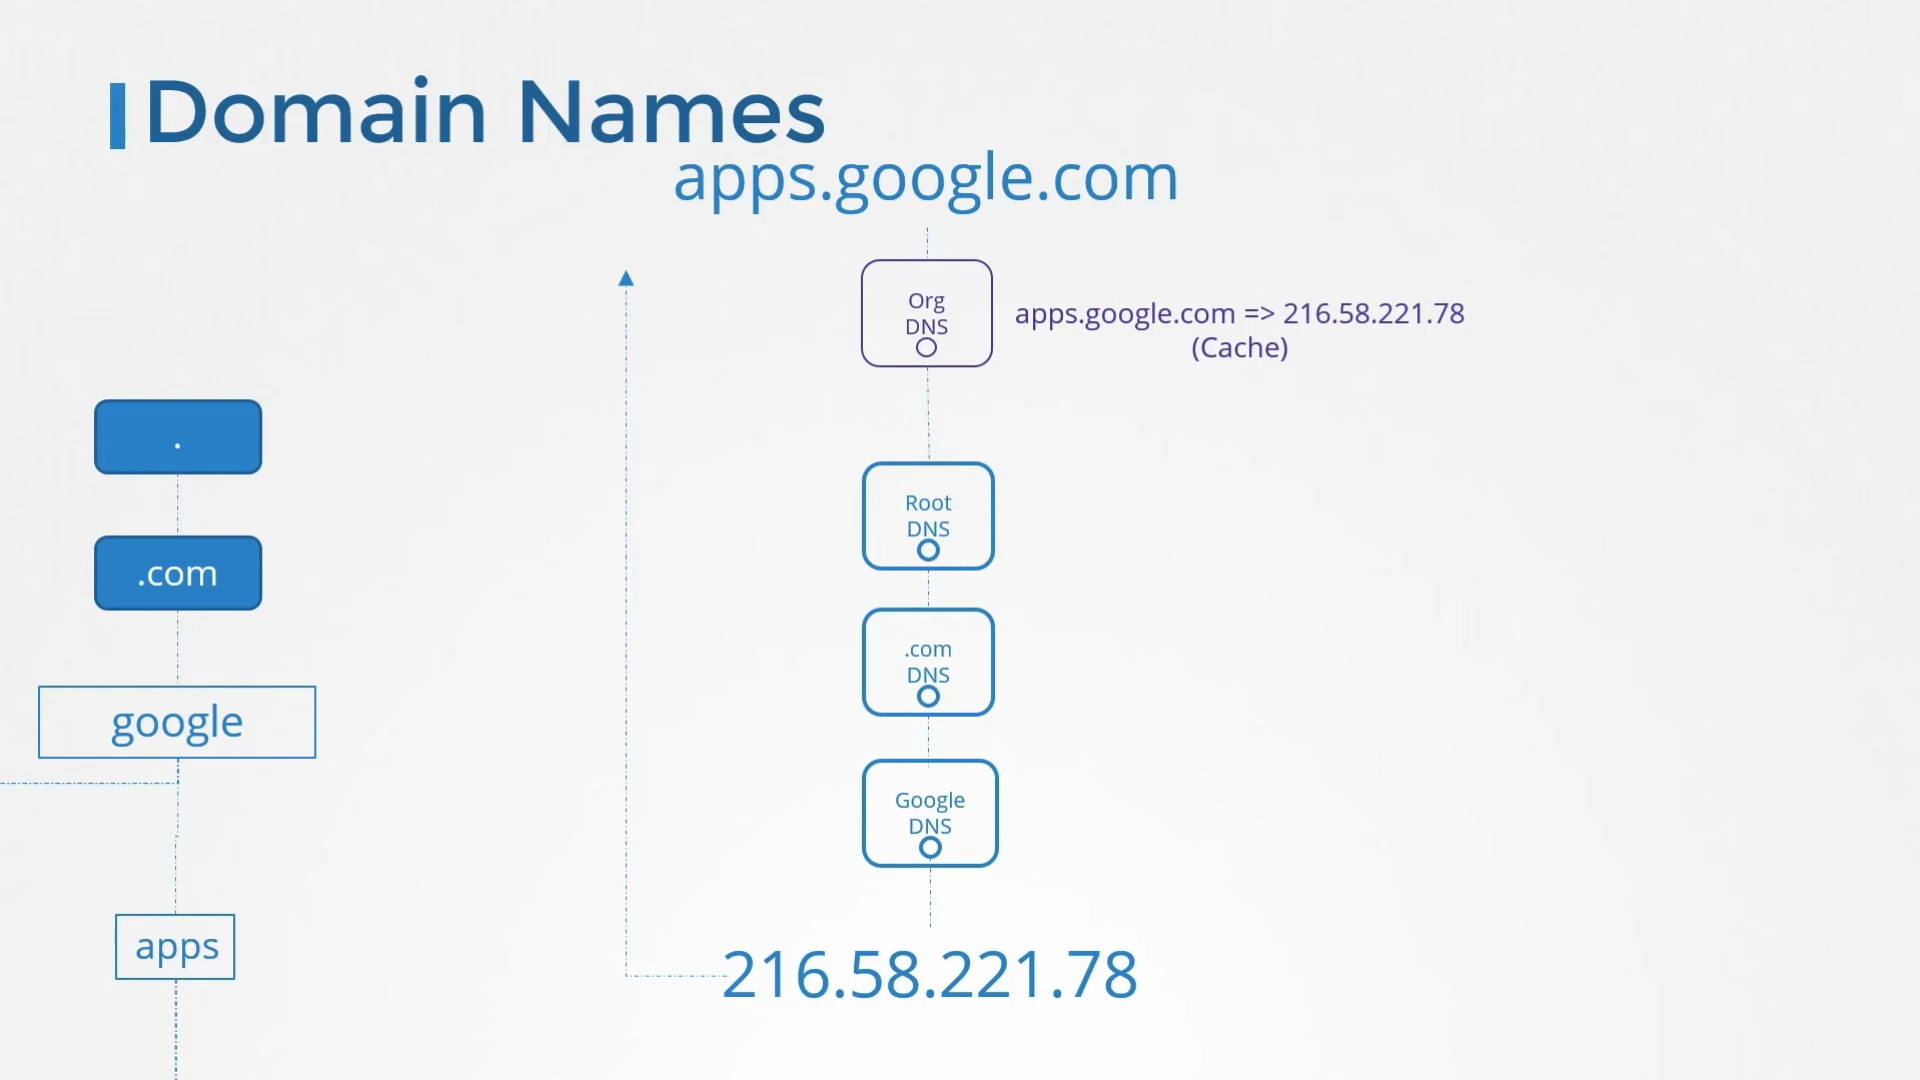 Domain Names
apps.google.com
Org
DNS
apps.google.com => 216.58.221.78
(Cache)
.
.com
google
apps
Root
DNS
.com
DNS
Google
DNS
216.58.221.78